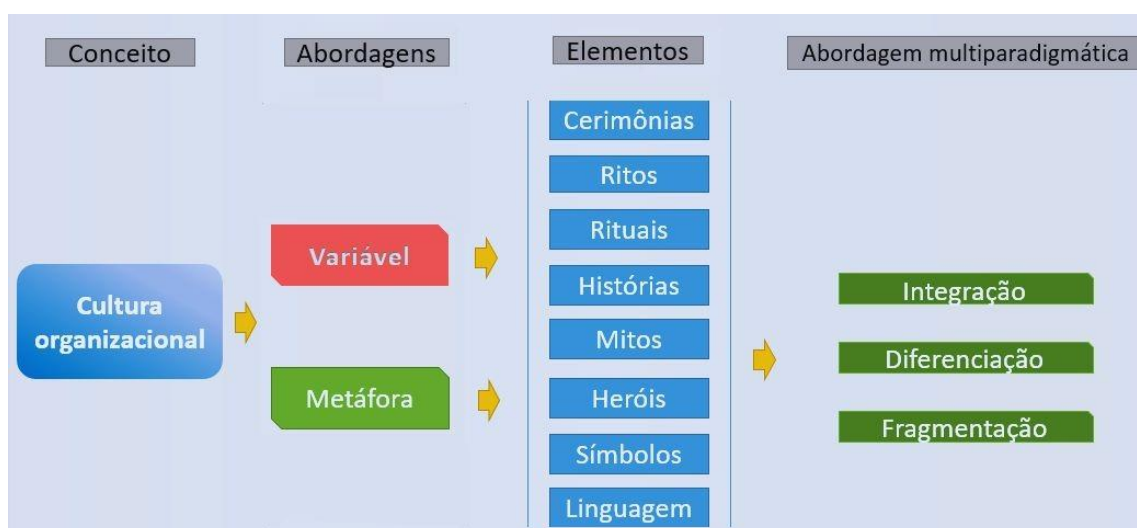 Conceito
Abordagens
Elementos
Abordagem multiparadigmática
Cultura
organizacional
Variável
Metáfora
Cerimônias
Ritos
Rituais
Histórias
Mitos
Heróis
Símbolos
Linguagem
Integração
Diferenciação
Fragmentação